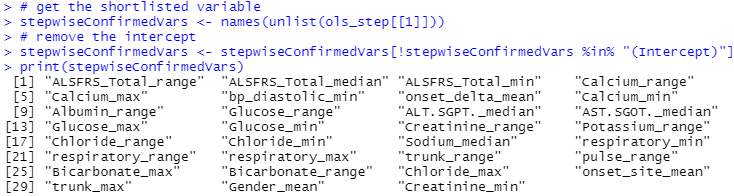 > # get the shortlisted variable
> stepwiseConfirmedVars <- names(unlist(ols_step[[1]]))
> # remove the intercept
> stepwiseConfirmedVars <- stepwiseConfirmedVars[!stepwiseConfirmedVars %in% "(Intercept)"]
> print(stepwiseConfirmedVars)
[1] "ALSFRS_Total_range" "ALSFRS_Total_median" "ALSFRS_Total_min" "Calcium_range"
[5] "Calcium_max" "bp_diastolic_min" "onset_delta_mean" "Calcium_min"
[9] "Albumin_range" "Glucose_range" "ALT.SGPT._median" "AST.SGOT._median"
[13] "Glucose_max" "Glucose_min" "Creatinine_range" "Potassium_range"
[17] "Chloride_range" "Chloride_min" "Sodium_median" "respiratory_min"
[21] "respiratory_range" "respiratory_max" "trunk_range" "pulse_range"
[25] "Bicarbonate_max" "Bicarbonate_range" "Chloride_max" "onset_site_mean"
[29] "trunk_max" "Gender_mean" "Creatinine_min"